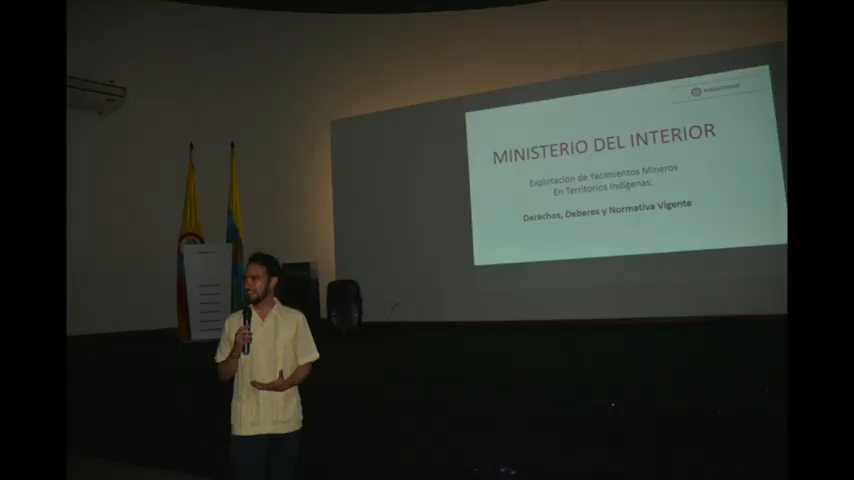 MINISTERIO DEL INTERIOR
Explotación de Yacimientos Mineros
En Territorios Indígenas:
Derechos, Deberes y Normativa Vigente